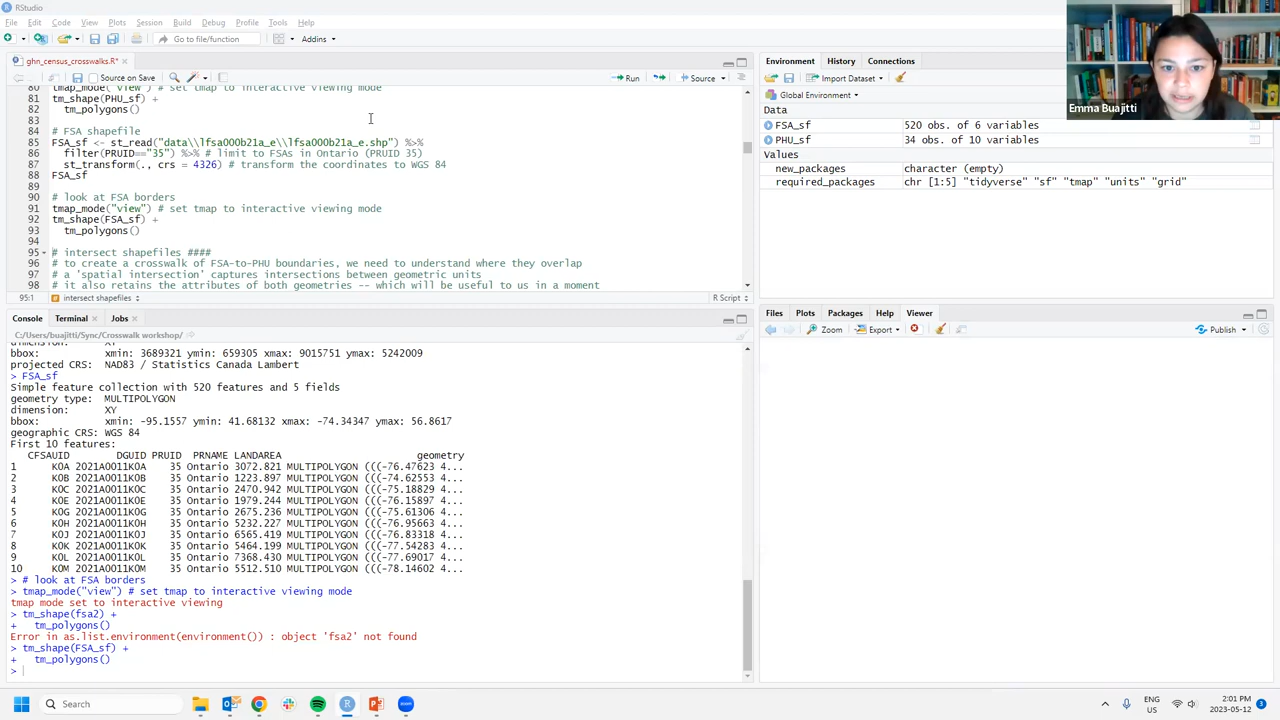 RStudio
File Edit Code View Plots Session Build Debug Profile Tools Help
Go to file/function
Addins
ghn_census_crosswalks.R*
Source on Save
Run
Source
80 tmap_mode("view") # set tmap to interactive viewing mode
81 tm_shape(PHU_sf) +
82 tm_polygons()
83
84 # FSA shapefile
85 FSA_sf <- st_read("data\\lfsa000b21a_e\\lfsa000b21a_e.shp") %>%
86 filter(PRUID=="35") %>% # limit to FSAs in Ontario (PRUID 35)
87 st_transform(., crs = 4326) # transform the coordinates to WGS 84
88 FSA_sf
89
90 # look at FSA borders
91 tmap_mode("view") # set tmap to interactive viewing mode
92 tm_shape(FSA_sf) +
93 tm_polygons()
94
95 # intersect shapefiles ####
96 # to create a crosswalk of FSA-to-PHU boundaries, we need to understand where they overlap
97 # a 'spatial intersection' captures intersections between geometric units
98 # it also retains the attributes of both geometries -- which will be useful to us in a moment
95:1 intersect shapefiles R Script
Console Terminal Jobs
C:/Users/buajitti/Sync/Crosswalk workshop/
dimension: XY
bbox: xmin: 3689321 ymin: 659305 xmax: 9015751 ymax: 5242009
projected CRS: NAD83 / Statistics Canada Lambert
> FSA_sf
Simple feature collection with 520 features and 5 fields
geometry type: MULTIPOLYGON
dimension: XY
bbox: xmin: -95.1557 ymin: 41.68132 xmax: -74.34347 ymax: 56.8617
geographic CRS: WGS 84
First 10 features:
CFSAUID DGUID PRUID PRNAME LANDAREA geometry
1 K0A 2021A0011K0A 35 Ontario 3072.821 MULTIPOLYGON (((-76.47623 4...
2 K0B 2021A0011K0B 35 Ontario 1223.897 MULTIPOLYGON (((-74.62553 4...
3 K0C 2021A0011K0C 35 Ontario 2470.942 MULTIPOLYGON (((-75.18829 4...
4 K0E 2021A0011K0E 35 Ontario 1979.244 MULTIPOLYGON (((-76.15897 4...
5 K0G 2021A0011K0G 35 Ontario 2675.236 MULTIPOLYGON (((-75.61306 4...
6 K0H 2021A0011K0H 35 Ontario 5232.227 MULTIPOLYGON (((-76.95663 4...
7 K0J 2021A0011K0J 35 Ontario 6565.419 MULTIPOLYGON (((-76.83318 4...
8 K0K 2021A0011K0K 35 Ontario 5464.199 MULTIPOLYGON (((-77.54283 4...
9 K0L 2021A0011K0L 35 Ontario 7368.430 MULTIPOLYGON (((-77.69017 4...
10 K0M 2021A0011K0M 35 Ontario 5512.510 MULTIPOLYGON (((-78.14602 4...
> # look at FSA borders
> tmap_mode("view") # set tmap to interactive viewing mode
tmap mode set to interactive viewing
> tm_shape(fsa2) +
+ tm_polygons()
Error in as.list.environment(environment()) : object 'fsa2' not found
> tm_shape(FSA_sf) +
+ tm_polygons()
>
Environment History Connections
Import Dataset
Global Environment
Data
FSA_sf 520 obs. of 6 variables
PHU_sf 34 obs. of 10 variables
Values
new_packages character (empty)
required_packages chr [1:5] "tidyverse" "sf" "tmap" "units" "grid"
Files Plots Packages Help Viewer
Zoom Export Publish
Emma Buajitti
Search
ENG
US
2:01 PM
2023-05-12
3